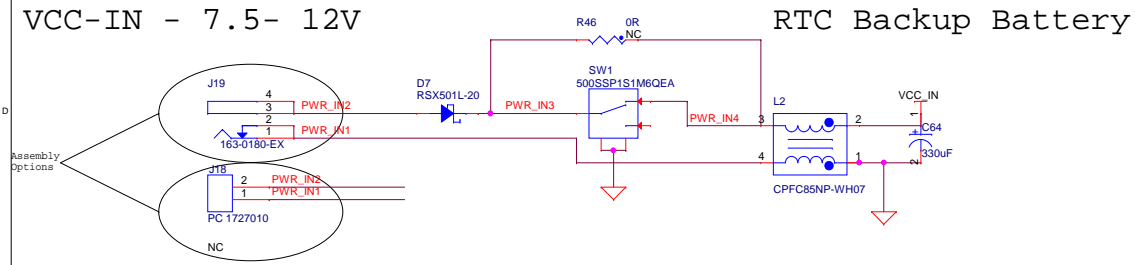 VCC-IN - 7.5- 12V
RTC Backup Battery
R46 0R
NC
SW1
500SSP1S1M6QEA
J19
D7
RSX501L-20
L2
VCC_IN
4
3 PWR_IN2
PWR_IN3
PWR_IN4
3
2
1
2
1 PWR_IN1
163-0180-EX
C64
+
330uF
2
4
1
CPFC85NP-WH07
D
Assembly
Options
J18
2 PWR_IN2
1 PWR_IN1
PC 1727010
NC